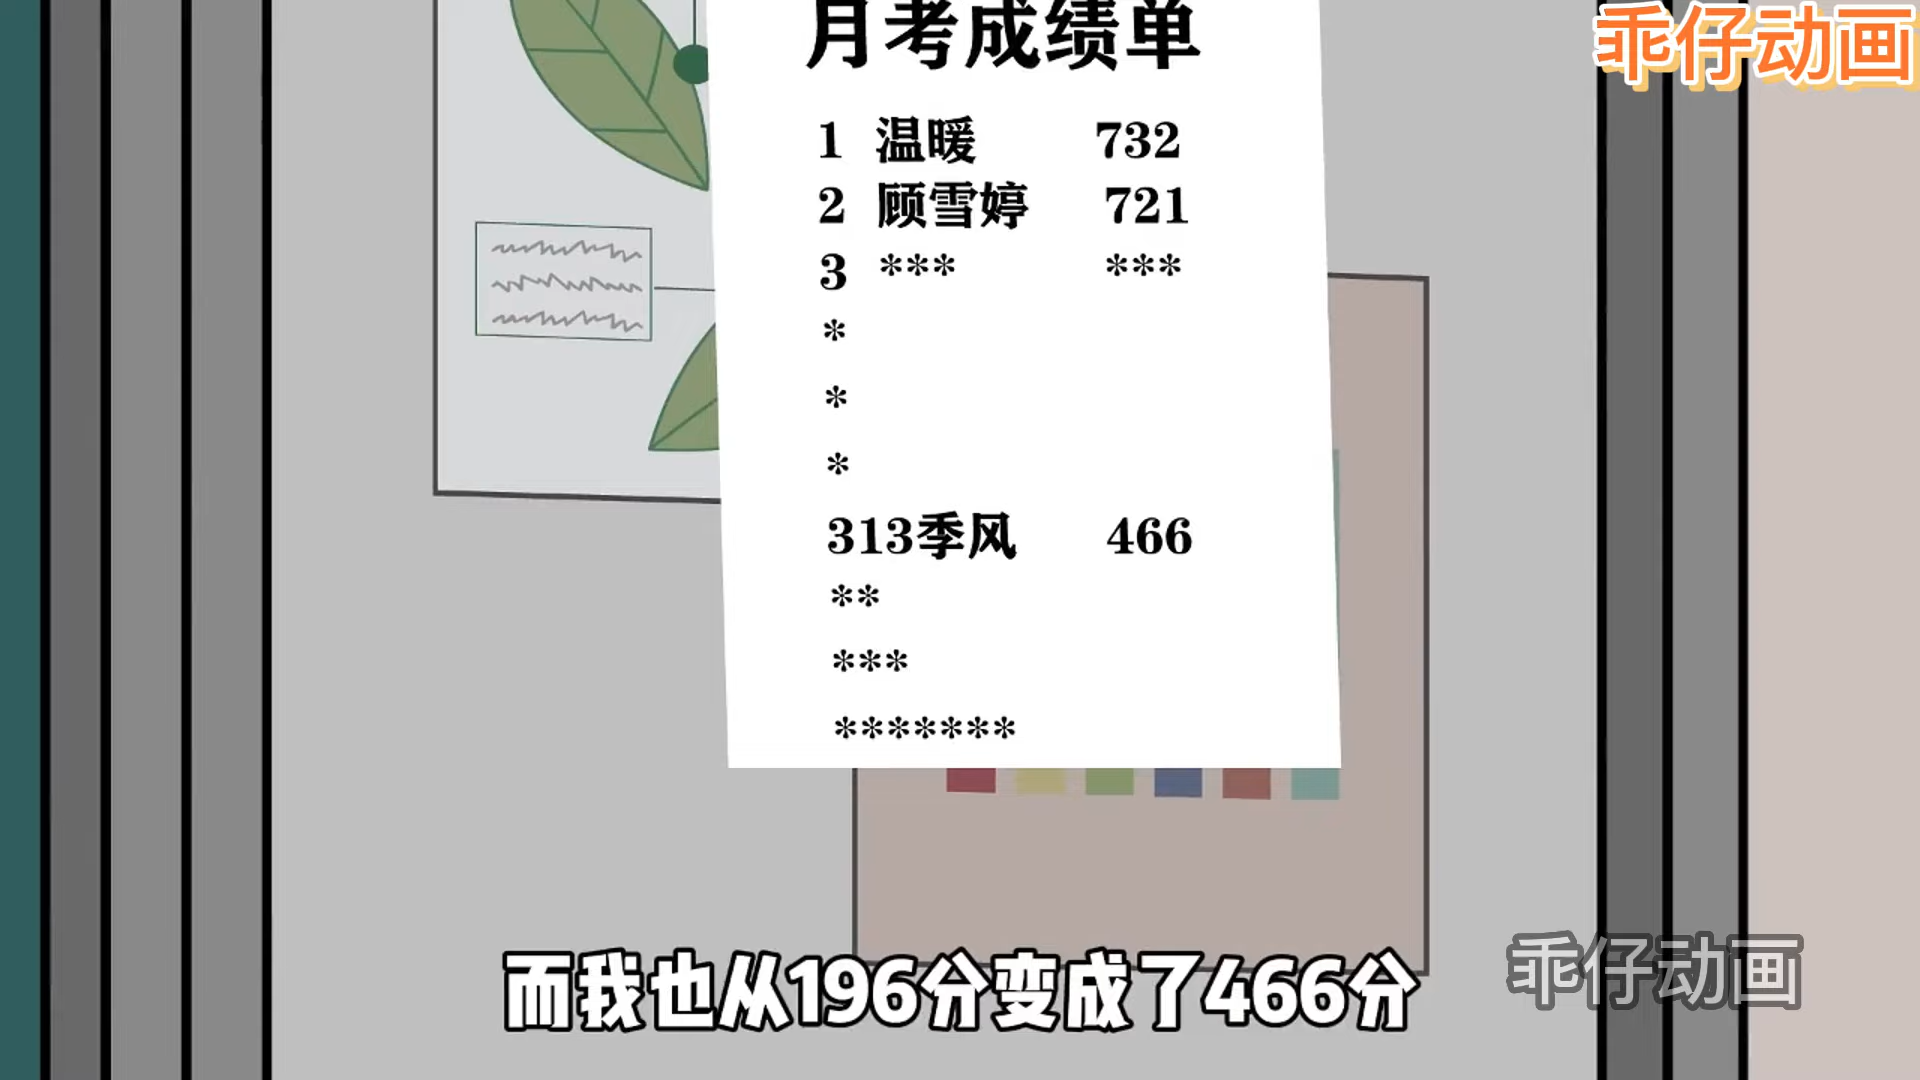 月考成绩单
乖仔动画
1 温暖 732
2 顾雪婷 721
3 *** ***
*
*
*
313季风 466
**
***
*******
乖仔动画
而我也从196分变成了466分